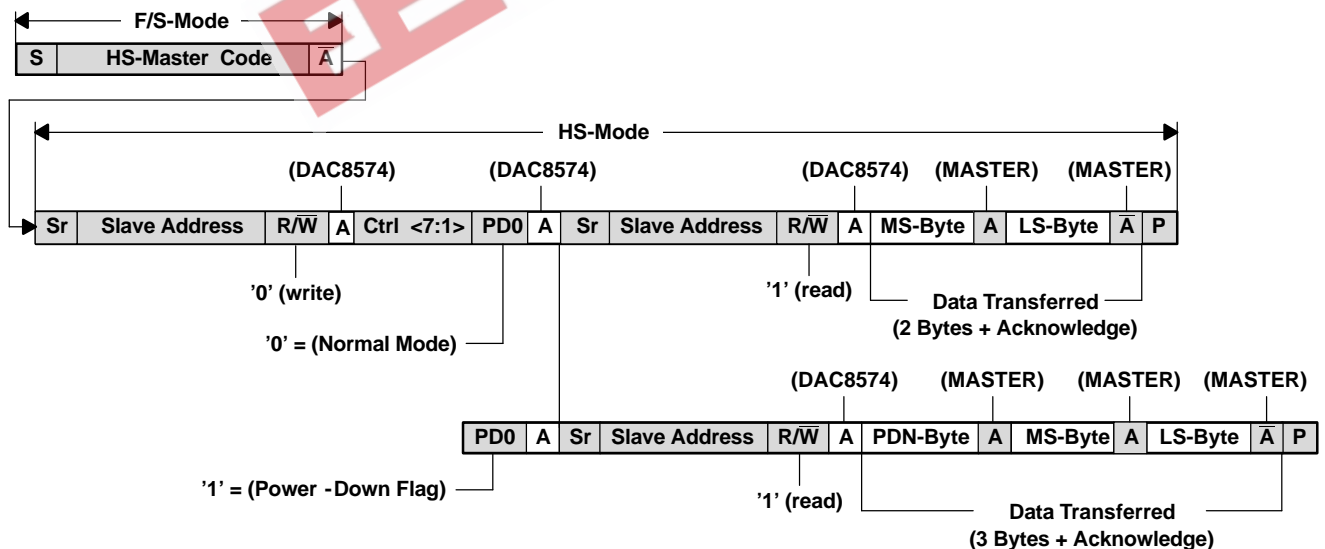 F/S-Mode
S HS-Master Code A̅
HS-Mode
(DAC8574) (DAC8574) (DAC8574) (MASTER) (MASTER)
Sr Slave Address R/W̅ A Ctrl <7:1> PD0 A Sr Slave Address R/W̅ A MS-Byte A LS-Byte A̅ P
'0' (write) '1' (read) Data Transferred
(2 Bytes + Acknowledge)
'0' = (Normal Mode)
(DAC8574) (MASTER) (MASTER) (MASTER)
PD0 A Sr Slave Address R/W̅ A PDN-Byte A MS-Byte A LS-Byte A̅ P
'1' = (Power -Down Flag) '1' (read) Data Transferred
(3 Bytes + Acknowledge)